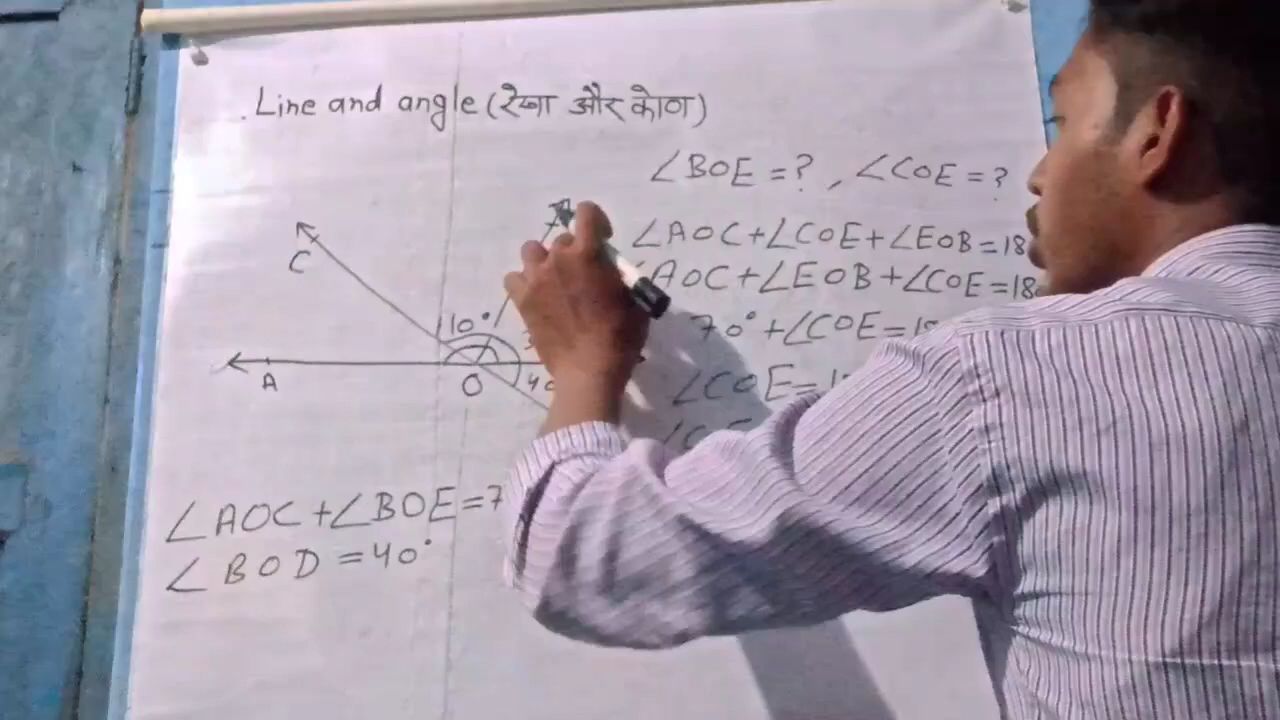 Line and angle (रेखा और कोण)
∠BOE = ? , ∠COE = ?
∠AOC + ∠COE + ∠EOB = 18
∠AOC + ∠EOB + ∠COE = 18
70° + ∠COE = 1
∠COE = 1
C
110°
A
O
40
∠AOC + ∠BOE = 7
∠BOD = 40°